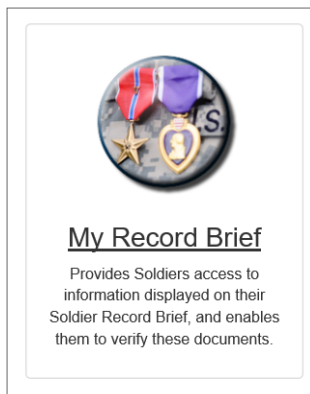 U.S.
My Record Brief
Provides Soldiers access to
information displayed on their
Soldier Record Brief, and enables
them to verify these documents.